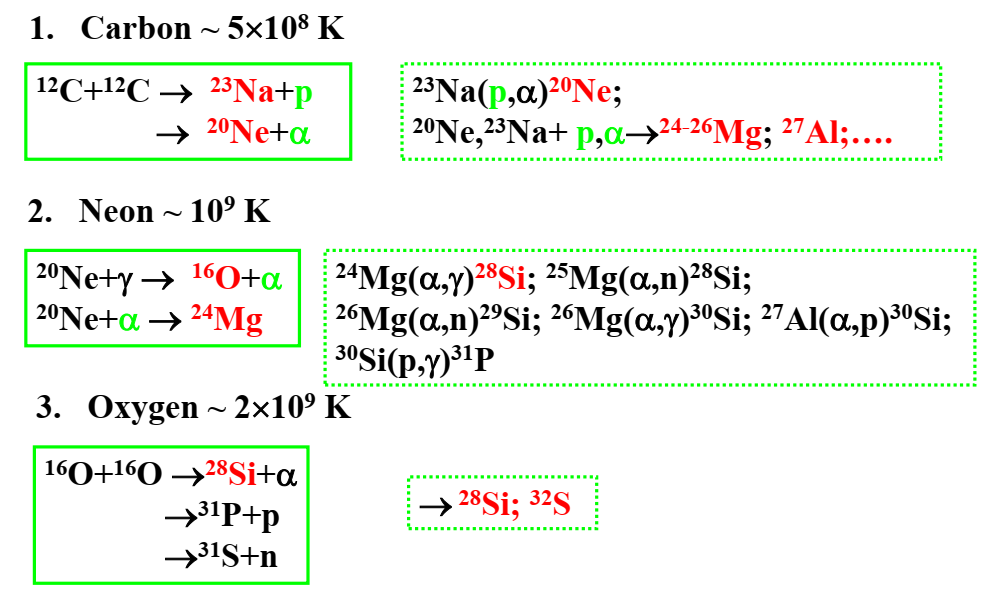 1. Carbon ~ 5×10⁸ K
¹²C+¹²C → ²³Na+p
→ ²⁰Ne+α
²³Na(p,α)²⁰Ne;
²⁰Ne,²³Na+ p,α→²⁴⁻²⁶Mg; ²⁷Al;....
2. Neon ~ 10⁹ K
²⁰Ne+γ → ¹⁶O+α
²⁰Ne+α → ²⁴Mg
²⁴Mg(α,γ)²⁸Si; ²⁵Mg(α,n)²⁸Si;
²⁶Mg(α,n)²⁹Si; ²⁶Mg(α,γ)³⁰Si; ²⁷Al(α,p)³⁰Si;
³⁰Si(p,γ)³¹P
3. Oxygen ~ 2×10⁹ K
¹⁶O+¹⁶O →²⁸Si+α
→³¹P+p
→³¹S+n
→ ²⁸Si; ³²S